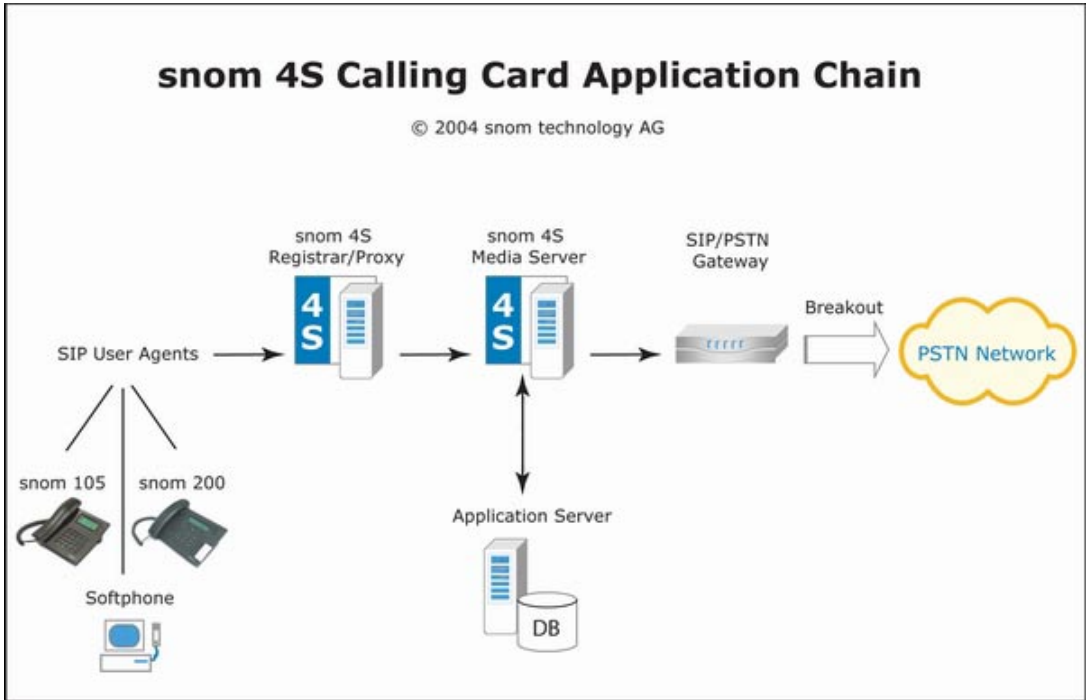 snom 4S Calling Card Application Chain
© 2004 snom technology AG
snom 4S
Registrar/Proxy
4
S
snom 4S
Media Server
4
S
SIP/PSTN
Gateway
Breakout
PSTN Network
SIP User Agents
snom 105
snom 200
Softphone
Application Server
DB